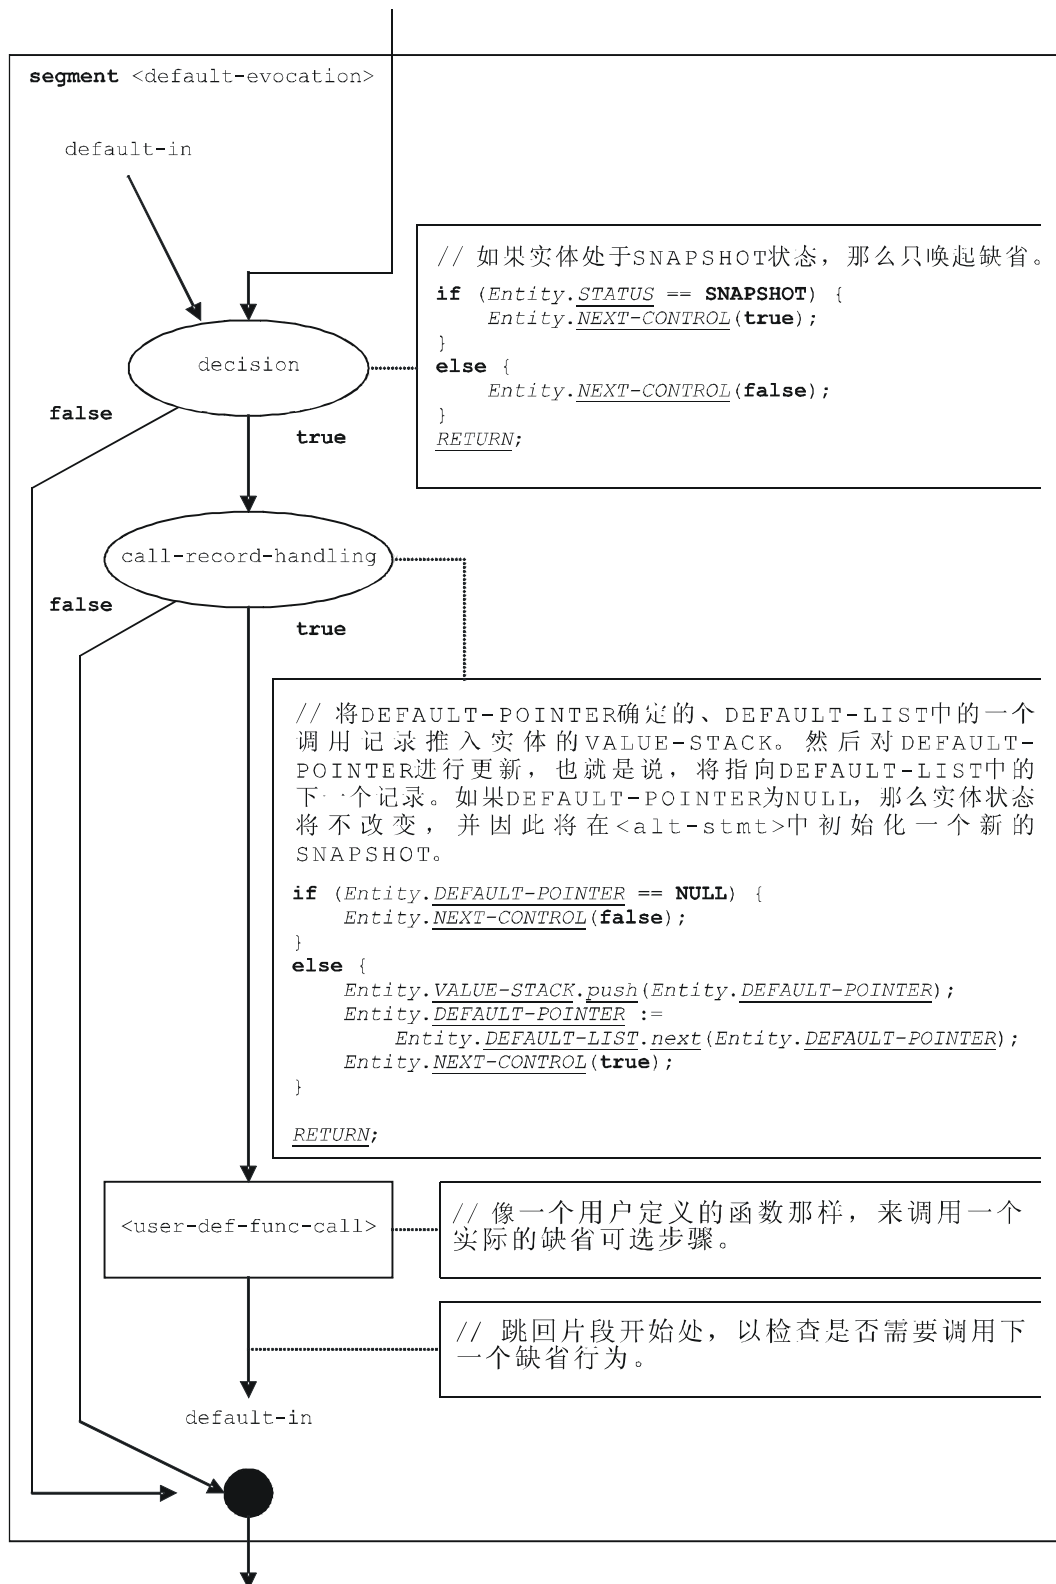 segment <default-evocation>
default-in
// 如果实体处于SNAPSHOT状态，那么只唤起缺省。
if (Entity.STATUS == SNAPSHOT) {
Entity.NEXT-CONTROL(true);
}
else {
Entity.NEXT-CONTROL(false);
}
RETURN;
decision
false
true
call-record-handling
false
true
// 将DEFAULT-POINTER确定的、DEFAULT-LIST中的一个
调用记录推入实体的VALUE-STACK。然后对DEFAULT-
POINTER进行更新，也就是说，将指向DEFAULT-LIST中的
下一个记录。如果DEFAULT-POINTER为NULL，那么实体状态
将不改变，并因此将在<alt-stmt>中初始化一个新的
SNAPSHOT。
if (Entity.DEFAULT-POINTER == NULL) {
Entity.NEXT-CONTROL(false);
}
else {
Entity.VALUE-STACK.push(Entity.DEFAULT-POINTER);
Entity.DEFAULT-POINTER :=
Entity.DEFAULT-LIST.next(Entity.DEFAULT-POINTER);
Entity.NEXT-CONTROL(true);
}
RETURN;
<user-def-func-call>
// 像一个用户定义的函数那样，来调用一个
实际的缺省可选步骤。
// 跳回片段开始处，以检查是否需要调用下
一个缺省行为。
default-in